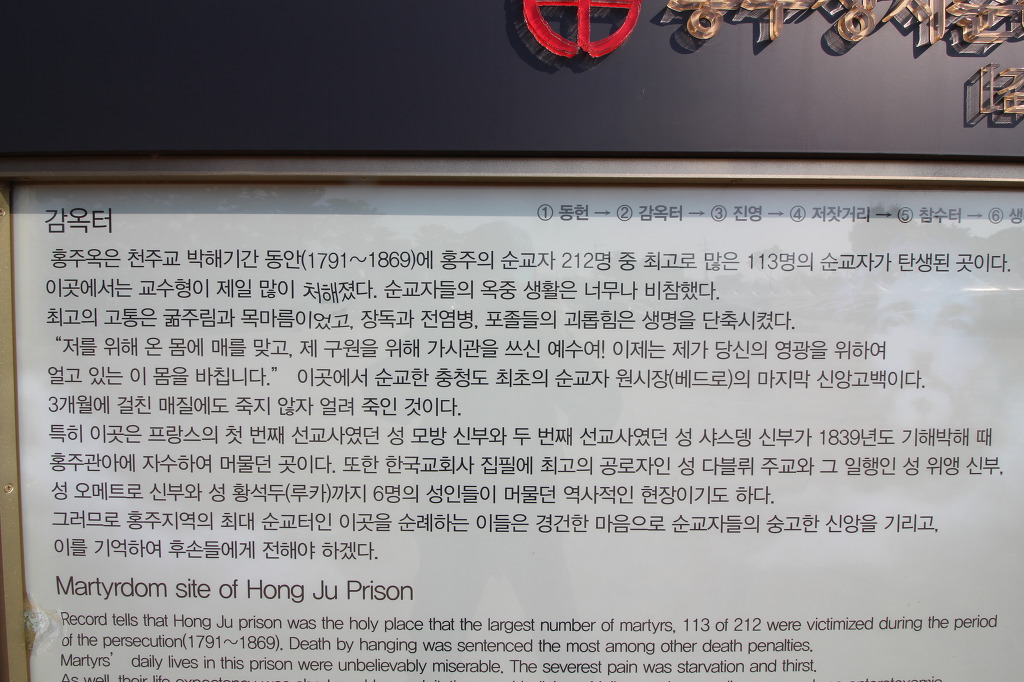 감옥터
① 동헌 → ② 감옥터 → ③ 진영 → ④ 저잣거리 → ⑤ 참수터 → ⑥ 생
홍주옥은 천주교 박해기간 동안(1791~1869)에 홍주의 순교자 212명 중 최고로 많은 113명의 순교자가 탄생된 곳이다.
이곳에서는 교수형이 제일 많이 처해졌다. 순교자들의 옥중 생활은 너무나 비참했다.
최고의 고통은 굶주림과 목마름이었고, 장독과 전염병, 포졸들의 괴롭힘은 생명을 단축시켰다.
"저를 위해 온 몸에 매를 맞고, 제 구원을 위해 가시관을 쓰신 예수여! 이제는 제가 당신의 영광을 위하여
얼고 있는 이 몸을 바칩니다." 이곳에서 순교한 충청도 최초의 순교자 원시장(베드로)의 마지막 신앙고백이다.
3개월에 걸친 매질에도 죽지 않자 얼려 죽인 것이다.
특히 이곳은 프랑스의 첫 번째 선교사였던 성 모방 신부와 두 번째 선교사였던 성 샤스뎅 신부가 1839년도 기해박해 때
홍주관아에 자수하여 머물던 곳이다. 또한 한국교회사 집필에 최고의 공로자인 성 다블뤼 주교와 그 일행인 성 위앵 신부,
성 오메트로 신부와 성 황석두(루카)까지 6명의 성인들이 머물던 역사적인 현장이기도 하다.
그러므로 홍주지역의 최대 순교터인 이곳을 순례하는 이들은 경건한 마음으로 순교자들의 숭고한 신앙을 기리고,
이를 기억하여 후손들에게 전해야 하겠다.
Martyrdom site of Hong Ju Prison
Record tells that Hong Ju prison was the holy place that the largest number of martyrs, 113 of 212 were victimized during the period
of the persecution(1791~1869). Death by hanging was sentenced the most among other death penalties.
Martyrs' daily lives in this prison were unbelievably miserable. The severest pain was starvation and thirst.
As well, their life expectancy was